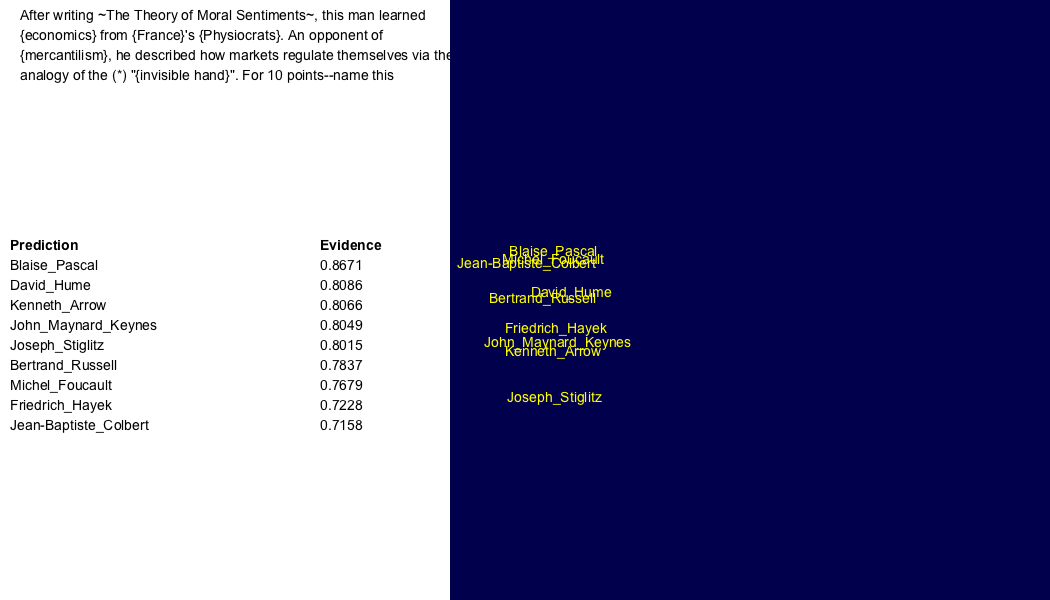 After writing ~The Theory of Moral Sentiments~, this man learned
{economics} from {France}'s {Physiocrats}. An opponent of
{mercantilism}, he described how markets regulate themselves via the
analogy of the (*) "{invisible hand}". For 10 points--name this
Prediction Evidence
Blaise_Pascal 0.8671
David_Hume 0.8086
Kenneth_Arrow 0.8066
John_Maynard_Keynes 0.8049
Joseph_Stiglitz 0.8015
Bertrand_Russell 0.7837
Michel_Foucault 0.7679
Friedrich_Hayek 0.7228
Jean-Baptiste_Colbert 0.7158
Blaise_Pascal
Michel_Foucault
Jean-Baptiste_Colbert
David_Hume
Bertrand_Russell
Friedrich_Hayek
John_Maynard_Keynes
Kenneth_Arrow
Joseph_Stiglitz